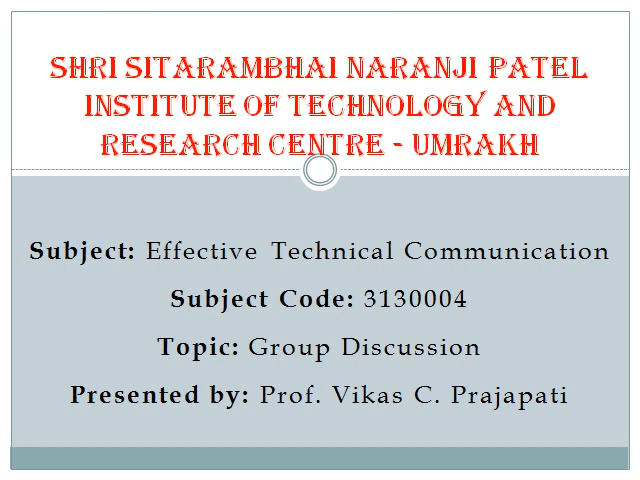 SHRI SITARAMBHAI NARANJI PATEL
INSTITUTE OF TECHNOLOGY AND
RESEARCH CENTRE - UMRAKH
Subject: Effective Technical Communication
Subject Code: 3130004
Topic: Group Discussion
Presented by: Prof. Vikas C. Prajapati